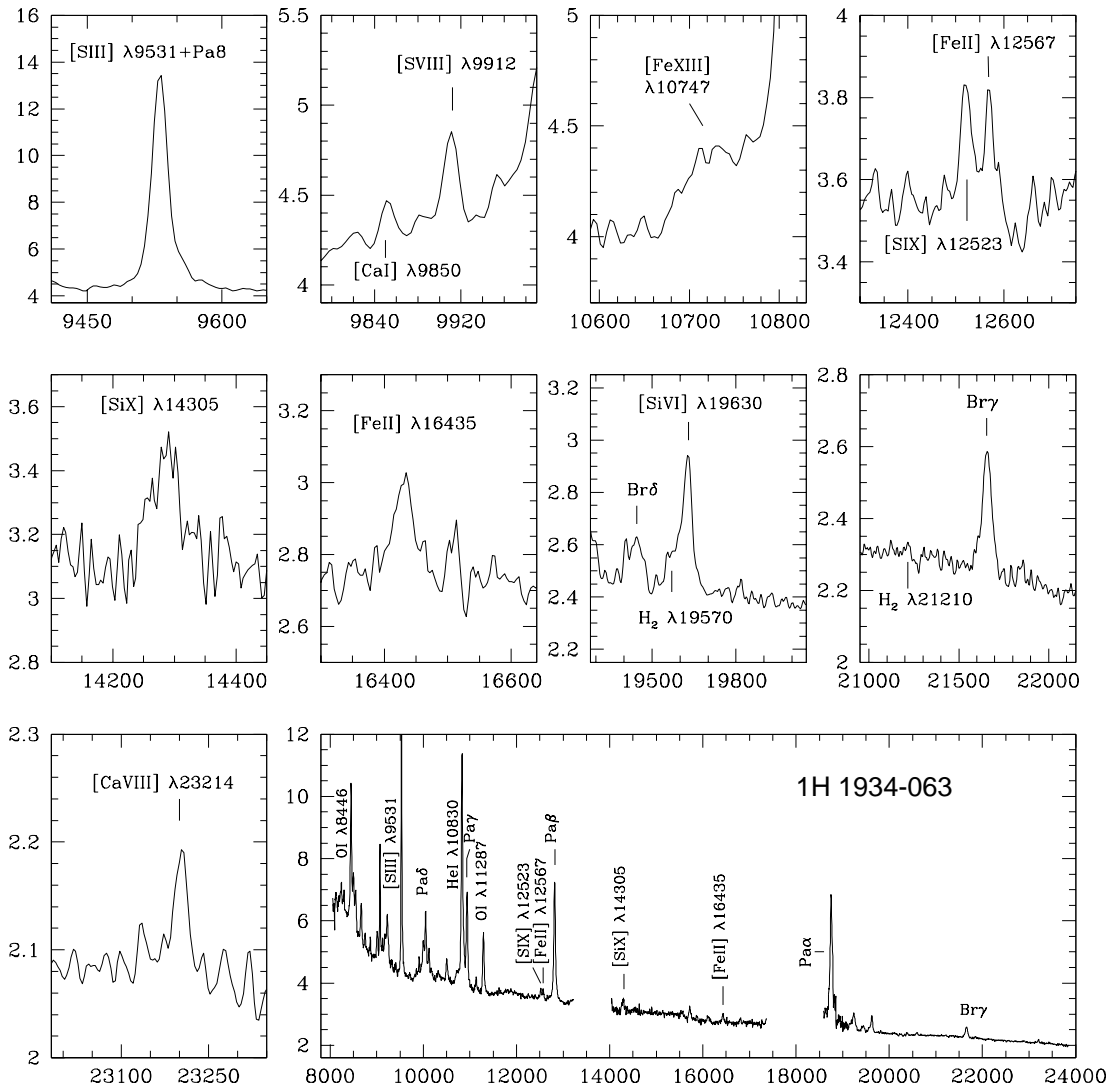 [SIII] λ9531+Pa8
16
14
12
10
8
6
4
9450
9600
[SVIII] λ9912
[CaI] λ9850
5.5
5
4.5
4
9840
9920
[FeXIII]
λ10747
5
4.5
4
10600
10700
10800
[FeII] λ12567
[SIX] λ12523
4
3.8
3.6
3.4
12400
12600
[SiX] λ14305
3.6
3.4
3.2
3
2.8
14200
14400
[FeII] λ16435
3.2
3
2.8
2.6
16400
16600
[SiVI] λ19630
Brδ
H₂ λ19570
3.2
3
2.8
2.6
2.4
2.2
19500
19800
Brγ
H₂ λ21210
2.8
2.6
2.4
2.2
2
21000
21500
22000
[CaVIII] λ23214
2.3
2.2
2.1
2
23100
23250
1H 1934-063
12
10
8
6
4
2
OI λ8446
[SIII] λ9531
Paδ
HeI λ10830
Paγ
OI λ11287
[SIX] λ12523
[FeII] λ12567
Paβ
[SiX] λ14305
[FeII] λ16435
Paα
Brγ
8000
10000
12000
14000
16000
18000
20000
22000
24000